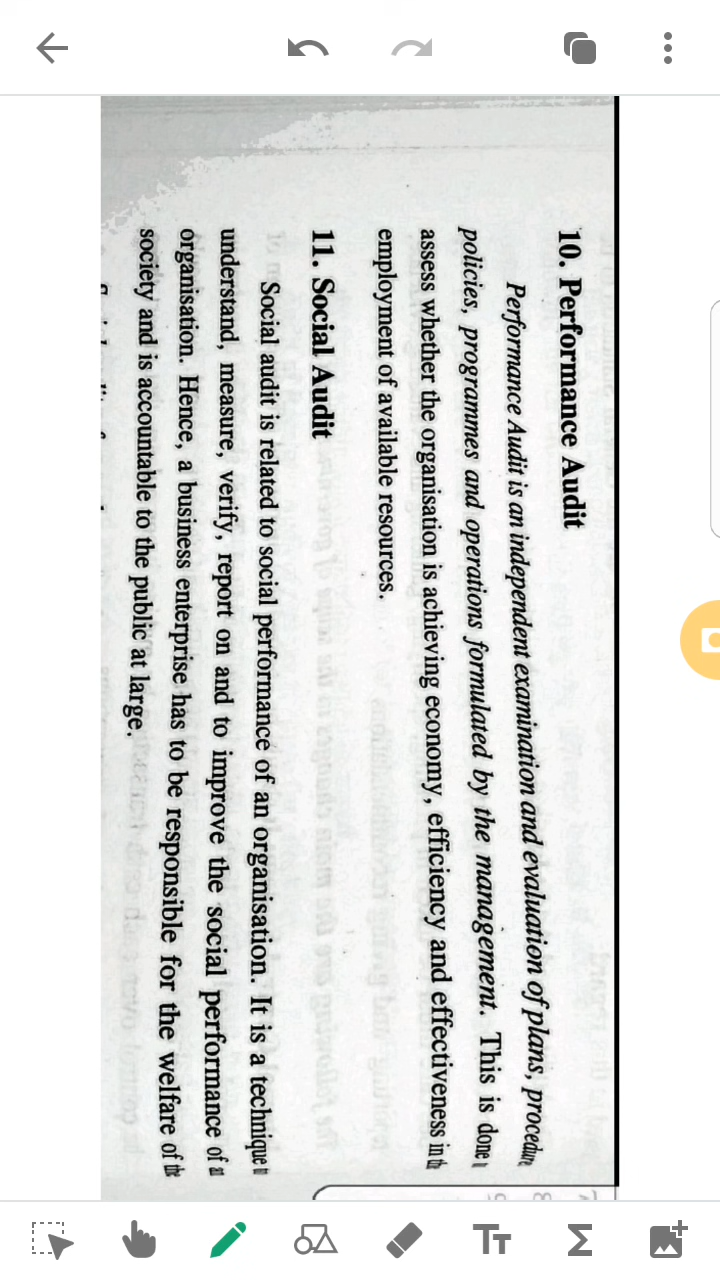 10. Performance Audit
Performance Audit is an independent examination and evaluation of plans, procedure
policies, programmes and operations formulated by the management. This is done
assess whether the organisation is achieving economy, efficiency and effectiveness in
employment of available resources.
11. Social Audit
Social audit is related to social performance of an organisation. It is a technique
understand, measure, verify, report on and to improve the social performance of
organisation. Hence, a business enterprise has to be responsible for the welfare of
society and is accountable to the public at large.